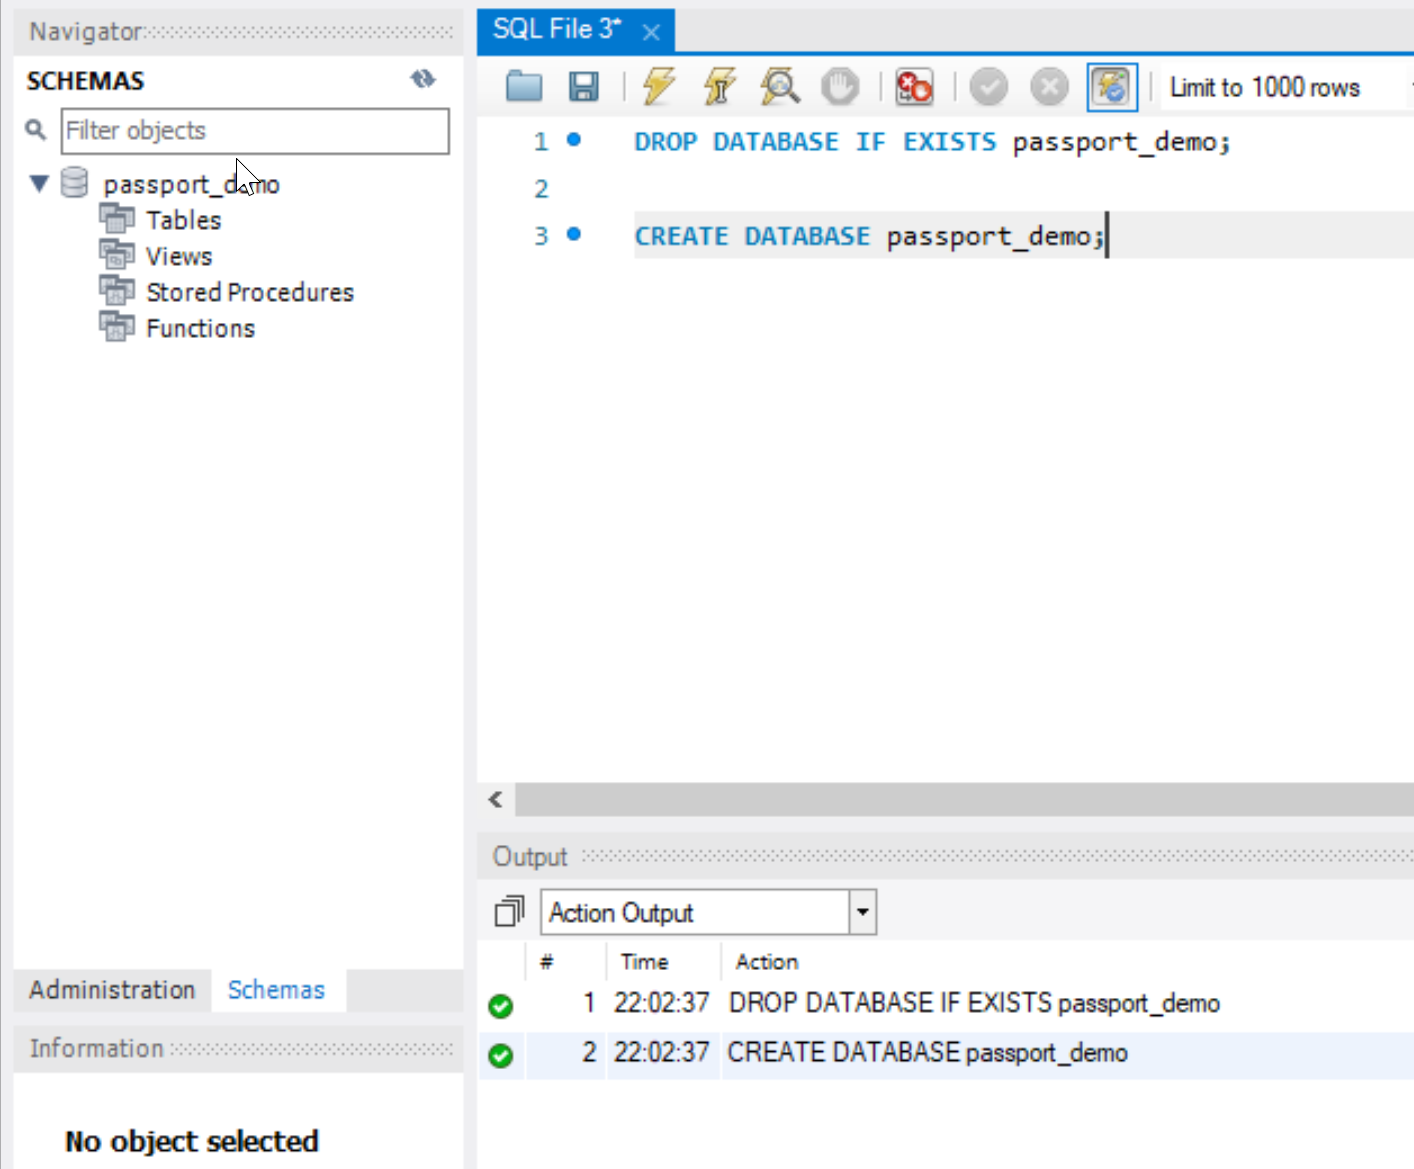 Navigator
SCHEMAS
Filter objects
passport_demo
Tables
Views
Stored Procedures
Functions
Administration
Schemas
Information
No object selected
SQL File 3*
Limit to 1000 rows
1 DROP DATABASE IF EXISTS passport_demo;
2
3 CREATE DATABASE passport_demo;
Output
Action Output
# Time Action
1 22:02:37 DROP DATABASE IF EXISTS passport_demo
2 22:02:37 CREATE DATABASE passport_demo